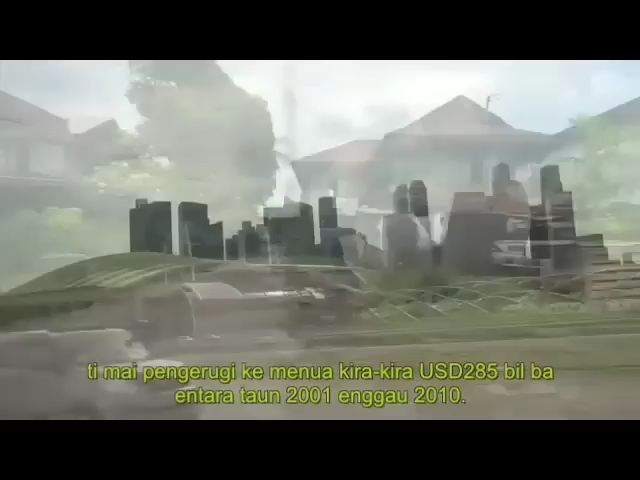 ti mai pengerugi ke menua kira-kira USD285 bil ba
entara taun 2001 enggau 2010.